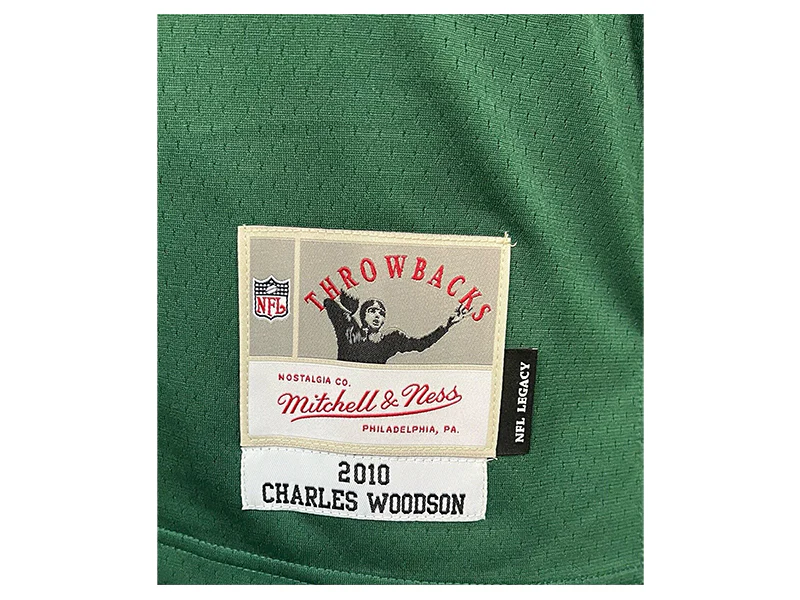 THROWBACKS
NFL
NOSTALGIA CO.
Mitchell & Ness
PHILADELPHIA, PA.
NFL LEGACY
2010
CHARLES WOODSON